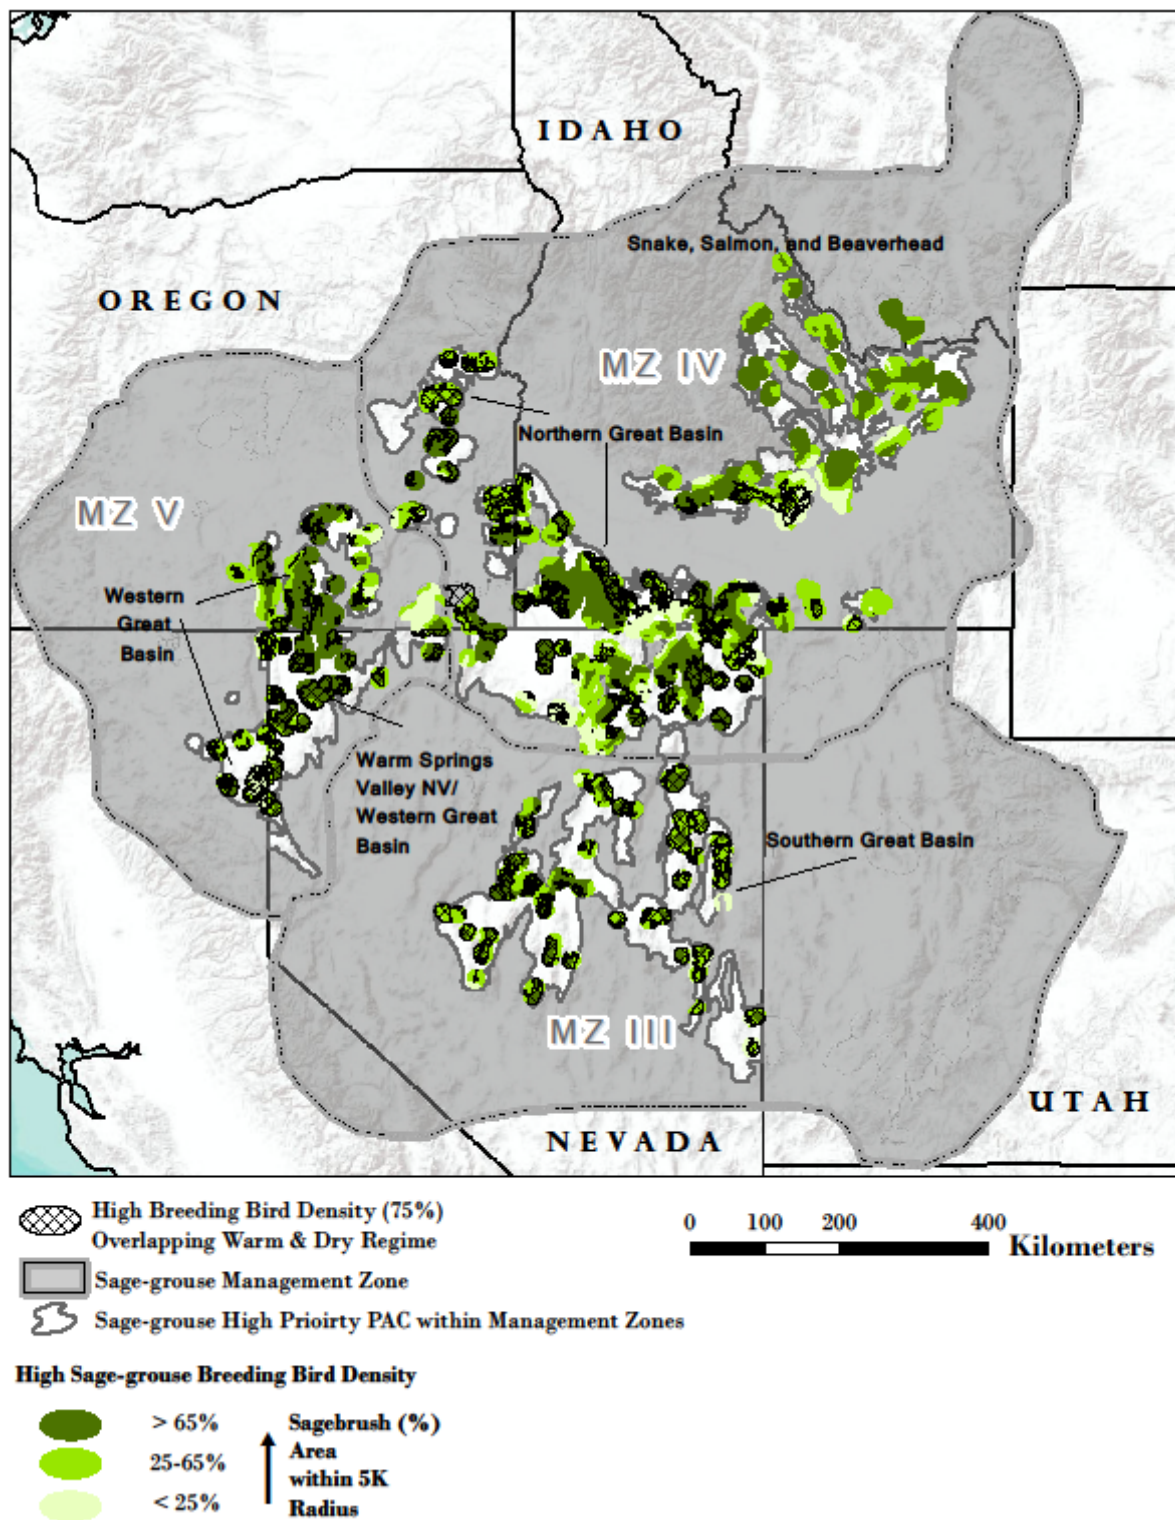 IDAHO
Snake, Salmon, and Beaverhead
OREGON
MZ IV
Northern Great Basin
MZ V
Western
Great
Basin
Warm Springs
Valley NV/
Western Great
Basin
Southern Great Basin
MZ III
UTAH
NEVADA
High Breeding Bird Density (75%)
Overlapping Warm & Dry Regime
Sage-grouse Management Zone
Sage-grouse High Prioirty PAC within Management Zones
0 100 200 400
Kilometers
High Sage-grouse Breeding Bird Density
> 65%
25-65%
< 25%
Sagebrush (%)
Area
within 5K
Radius